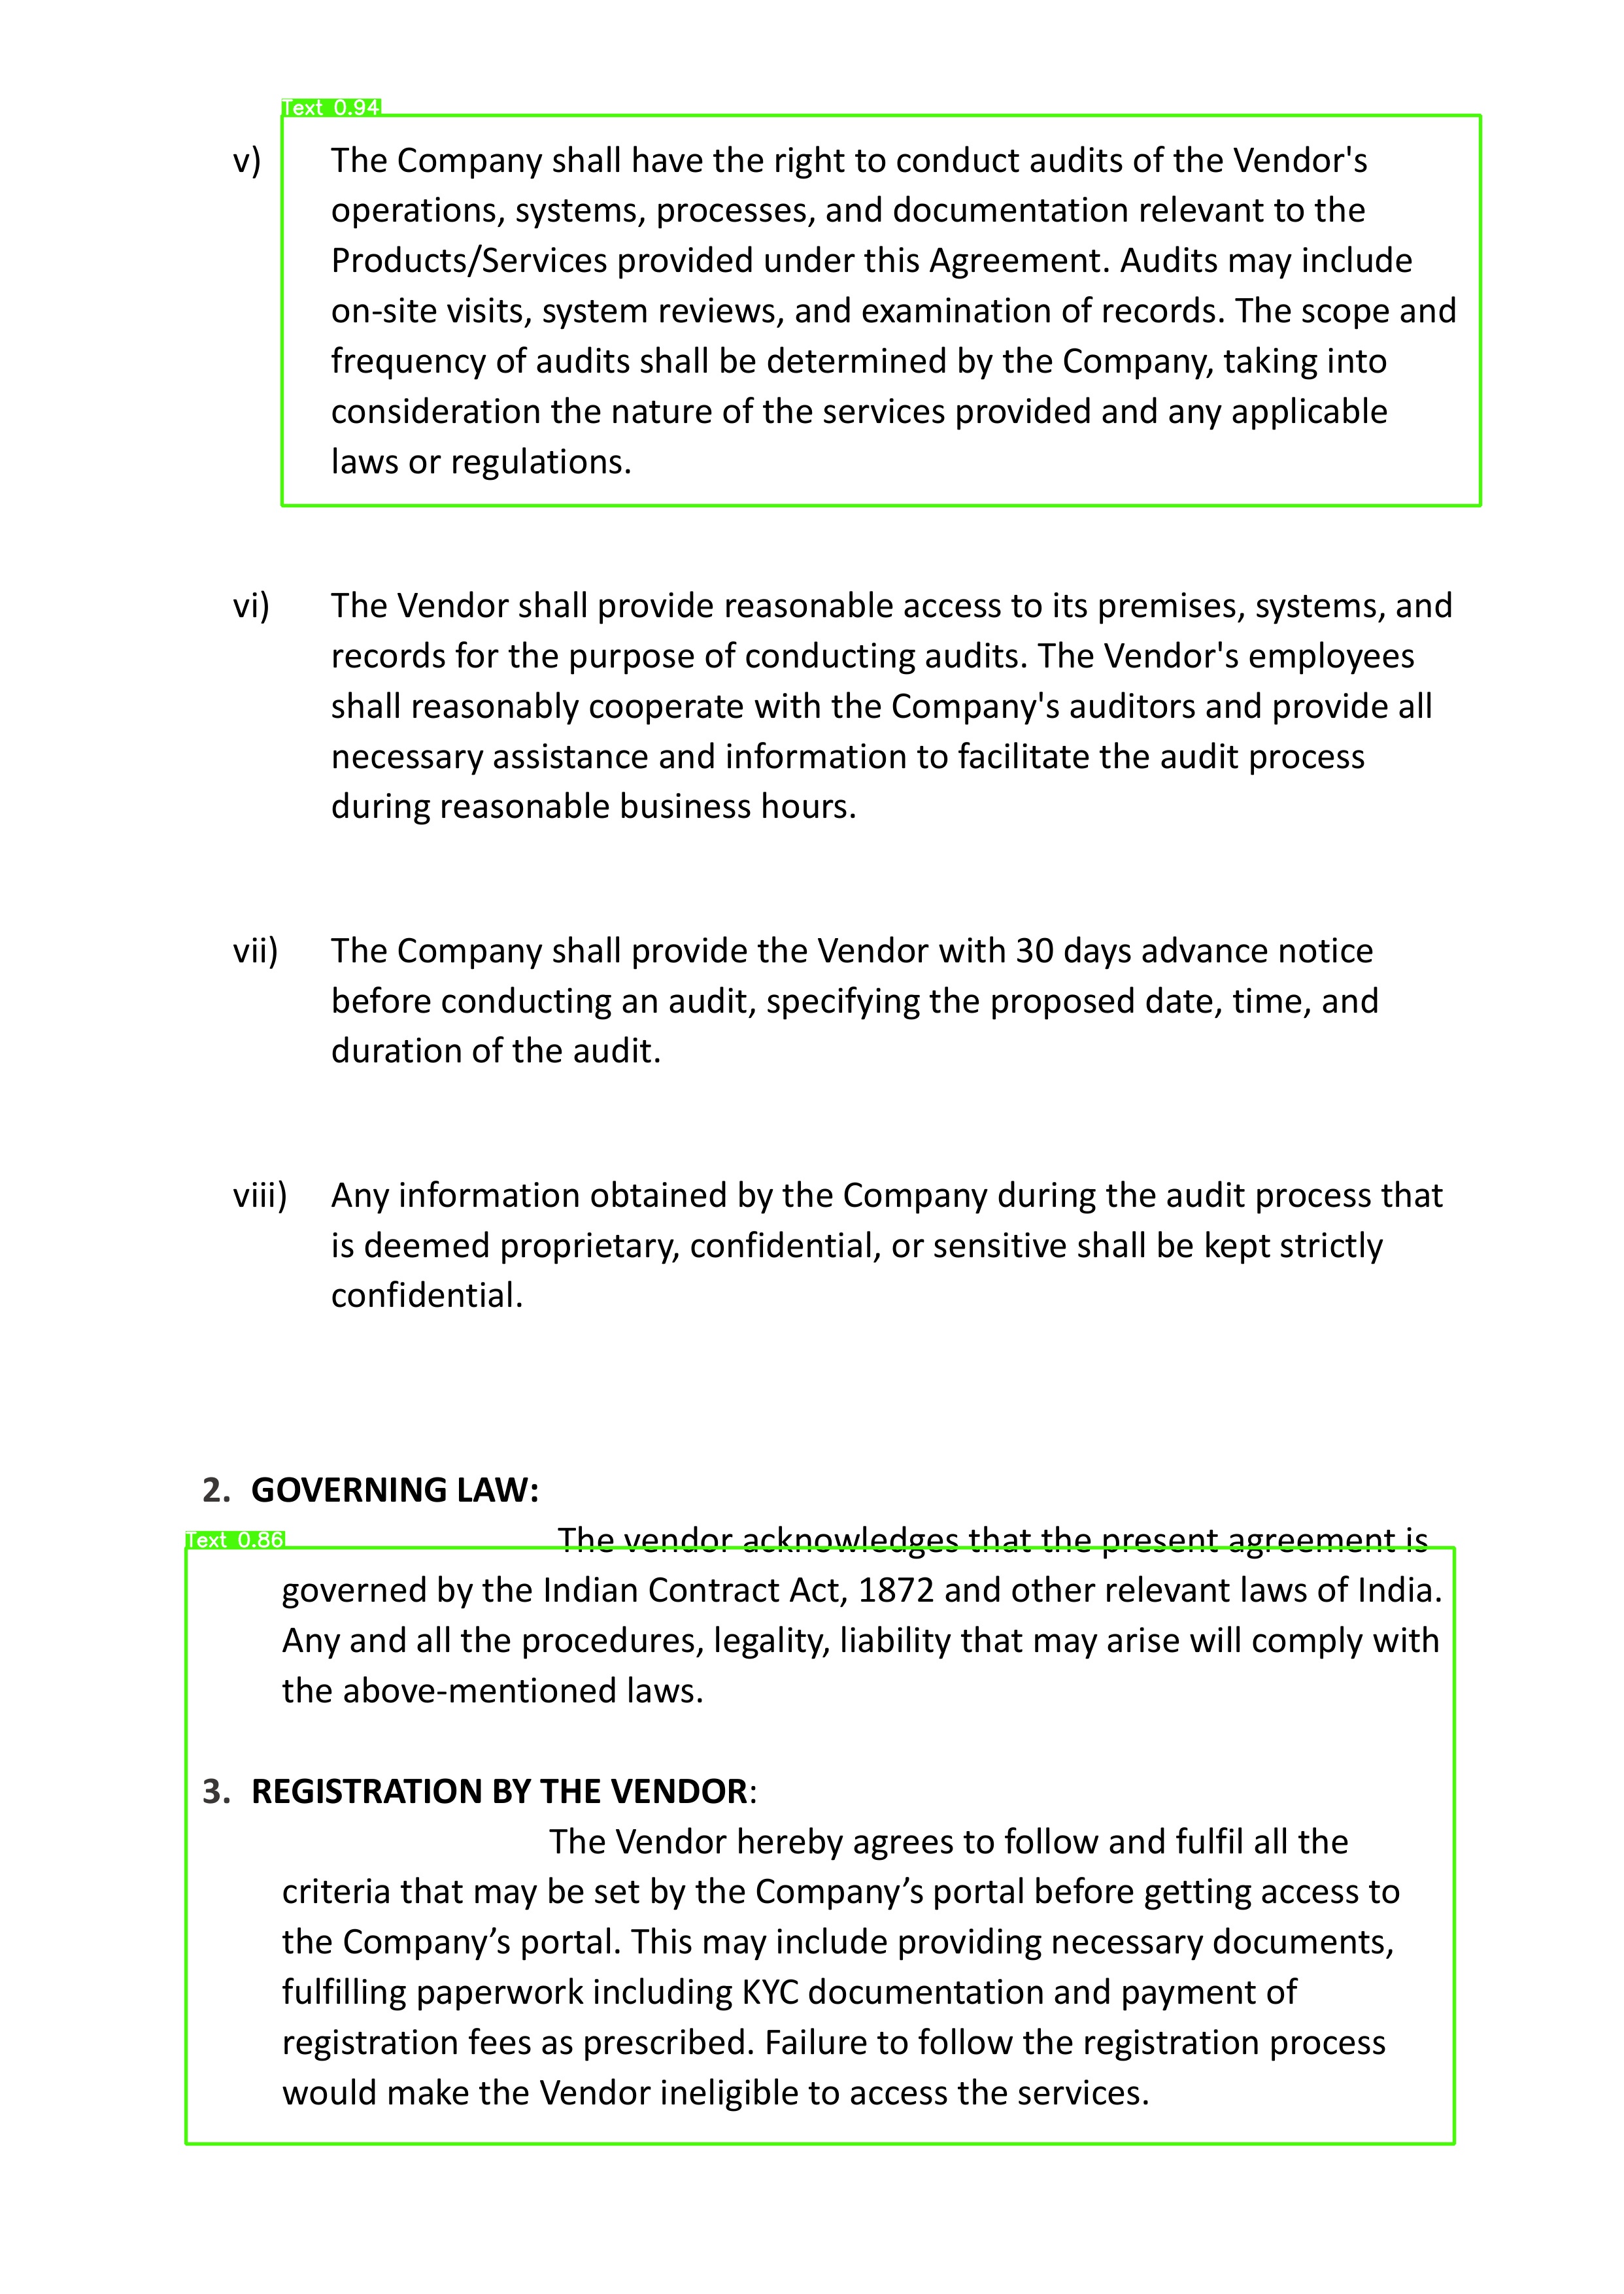 Text 0.94
v) The Company shall have the right to conduct audits of the Vendor's
operations, systems, processes, and documentation relevant to the
Products/Services provided under this Agreement. Audits may include
on-site visits, system reviews, and examination of records. The scope and
frequency of audits shall be determined by the Company, taking into
consideration the nature of the services provided and any applicable
laws or regulations.
vi) The Vendor shall provide reasonable access to its premises, systems, and
records for the purpose of conducting audits. The Vendor's employees
shall reasonably cooperate with the Company's auditors and provide all
necessary assistance and information to facilitate the audit process
during reasonable business hours.
vii) The Company shall provide the Vendor with 30 days advance notice
before conducting an audit, specifying the proposed date, time, and
duration of the audit.
viii) Any information obtained by the Company during the audit process that
is deemed proprietary, confidential, or sensitive shall be kept strictly
confidential.
2. GOVERNING LAW:
Text 0.86 The vendor acknowledges that the present agreement is
governed by the Indian Contract Act, 1872 and other relevant laws of India.
Any and all the procedures, legality, liability that may arise will comply with
the above-mentioned laws.
3. REGISTRATION BY THE VENDOR:
The Vendor hereby agrees to follow and fulfil all the
criteria that may be set by the Company’s portal before getting access to
the Company’s portal. This may include providing necessary documents,
fulfilling paperwork including KYC documentation and payment of
registration fees as prescribed. Failure to follow the registration process
would make the Vendor ineligible to access the services.